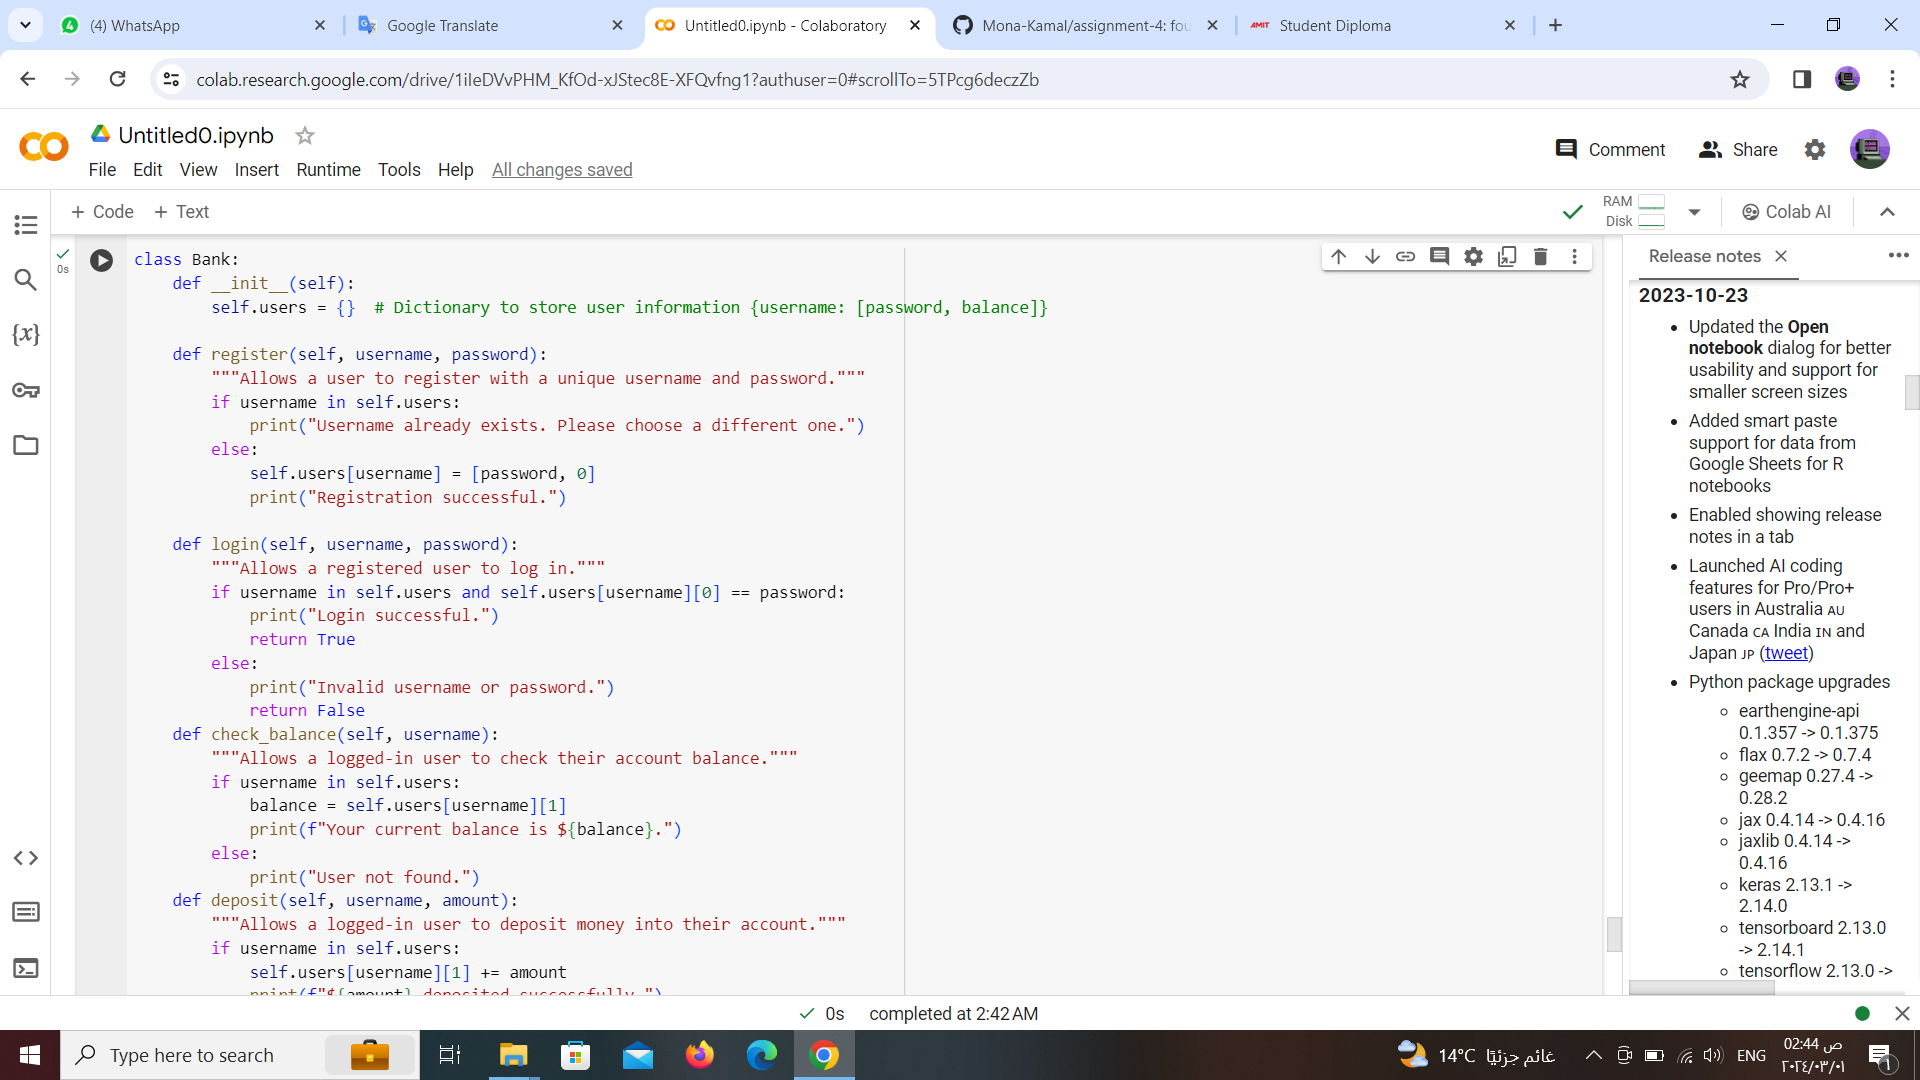 (4) WhatsApp
Google Translate
Untitled0.ipynb - Colaboratory
Mona-Kamal/assignment-4: fou
AMIT Student Diploma
colab.research.google.com/drive/1iIeDVvPHM_KfOd-xJStec8E-XFQvfng1?authuser=0#scrollTo=5TPcg6deczZb
Untitled0.ipynb
Comment
Share
File Edit View Insert Runtime Tools Help All changes saved
+ Code + Text
RAM
Disk
Colab AI
0s
class Bank:
def __init__(self):
self.users = {} # Dictionary to store user information {username: [password, balance]}
def register(self, username, password):
"""Allows a user to register with a unique username and password."""
if username in self.users:
print("Username already exists. Please choose a different one.")
else:
self.users[username] = [password, 0]
print("Registration successful.")
def login(self, username, password):
"""Allows a registered user to log in."""
if username in self.users and self.users[username][0] == password:
print("Login successful.")
return True
else:
print("Invalid username or password.")
return False
def check_balance(self, username):
"""Allows a logged-in user to check their account balance."""
if username in self.users:
balance = self.users[username][1]
print(f"Your current balance is ${balance}.")
else:
print("User not found.")
def deposit(self, username, amount):
"""Allows a logged-in user to deposit money into their account."""
if username in self.users:
self.users[username][1] += amount
print(f"${amount} deposited successfully.")
Release notes
2023-10-23
• Updated the Open
notebook dialog for better
usability and support for
smaller screen sizes
• Added smart paste
support for data from
Google Sheets for R
notebooks
• Enabled showing release
notes in a tab
• Launched AI coding
features for Pro/Pro+
users in Australia AU
Canada CA India IN and
Japan JP (tweet)
• Python package upgrades
◦ earthengine-api
0.1.357 -> 0.1.375
◦ flax 0.7.2 -> 0.7.4
◦ geemap 0.27.4 ->
0.28.2
◦ jax 0.4.14 -> 0.4.16
◦ jaxlib 0.4.14 ->
0.4.16
◦ keras 2.13.1 ->
2.14.0
◦ tensorboard 2.13.0
-> 2.14.1
◦ tensorflow 2.13.0 ->
0s completed at 2:42 AM
Type here to search
14°C غائم جزئيًا
ENG
02:44 ص
٢٠٢٤/٠٣/٠١
١